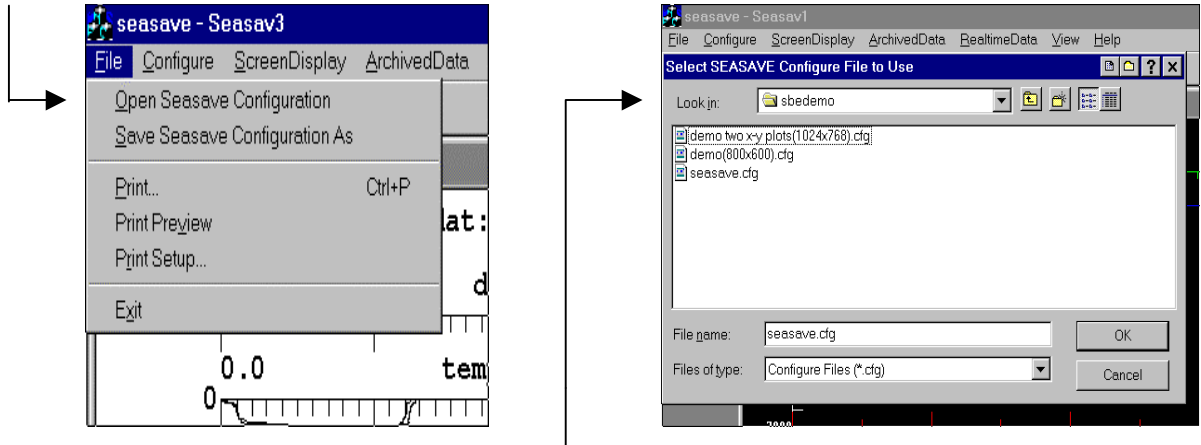 seasave - Seasav3
File Configure ScreenDisplay ArchivedData
Open Seasave Configuration
Save Seasave Configuration As
Print... Ctrl+P
Print Preview
Print Setup...
Exit
lat:
d
0.0 tem
0
seasave - Seasav1
File Configure ScreenDisplay ArchivedData RealtimeData View Help
Select SEASAVE Configure File to Use
Look in: sbedemo
demo two x-y plots(1024x768).cfg
demo(800x600).cfg
seasave.cfg
File name: seasave.cfg OK
Files of type: Configure Files (*.cfg) Cancel